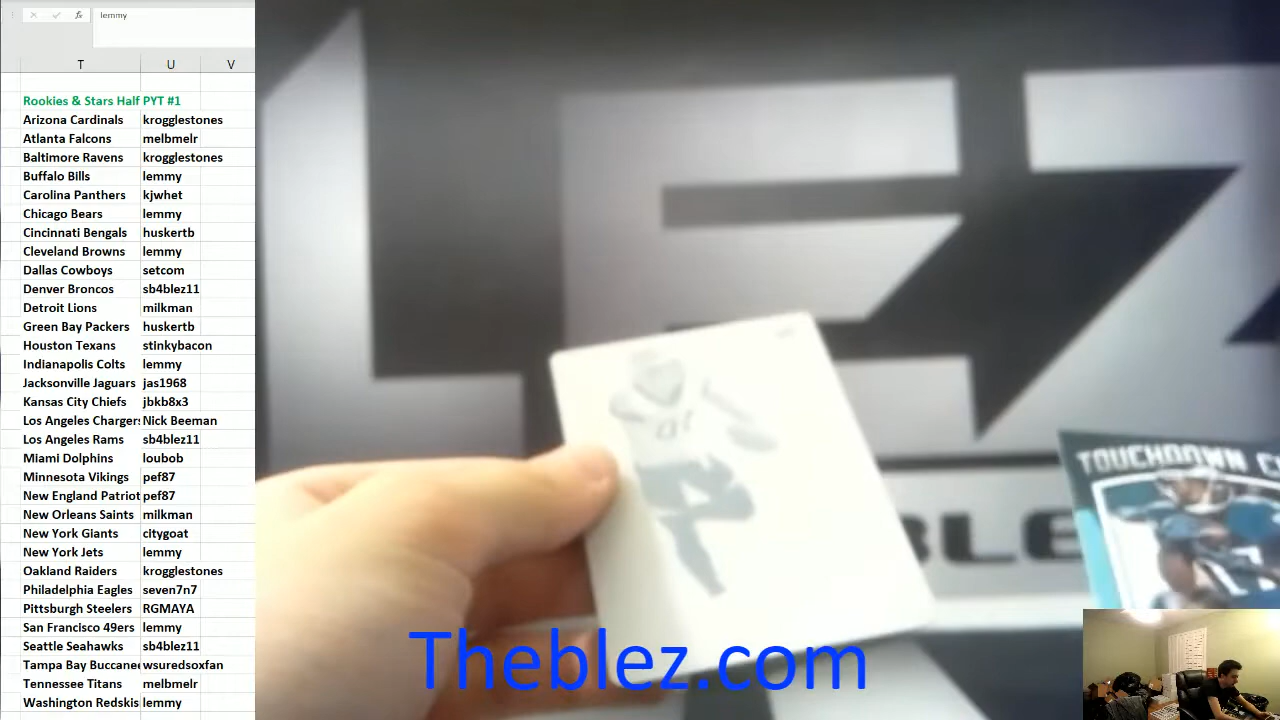 lemmy
T U V
Rookies & Stars Half PYT #1
Arizona Cardinals krogglestones
Atlanta Falcons melbmelr
Baltimore Ravens krogglestones
Buffalo Bills lemmy
Carolina Panthers kjwhet
Chicago Bears lemmy
Cincinnati Bengals huskertb
Cleveland Browns lemmy
Dallas Cowboys setcom
Denver Broncos sb4blez11
Detroit Lions milkman
Green Bay Packers huskertb
Houston Texans stinkybacon
Indianapolis Colts lemmy
Jacksonville Jaguars jas1968
Kansas City Chiefs jbkb8x3
Los Angeles Chargers Nick Beeman
Los Angeles Rams sb4blez11
Miami Dolphins loubob
Minnesota Vikings pef87
New England Patriot pef87
New Orleans Saints milkman
New York Giants citygoat
New York Jets lemmy
Oakland Raiders krogglestones
Philadelphia Eagles seven7n7
Pittsburgh Steelers RGMAYA
San Francisco 49ers lemmy
Seattle Seahawks sb4blez11
Tampa Bay Buccanee wsuredsoxfan
Tennessee Titans melbmelr
Washington Redskis lemmy
LEZ
BLE
TOUCHDOWN C
Theblez.com